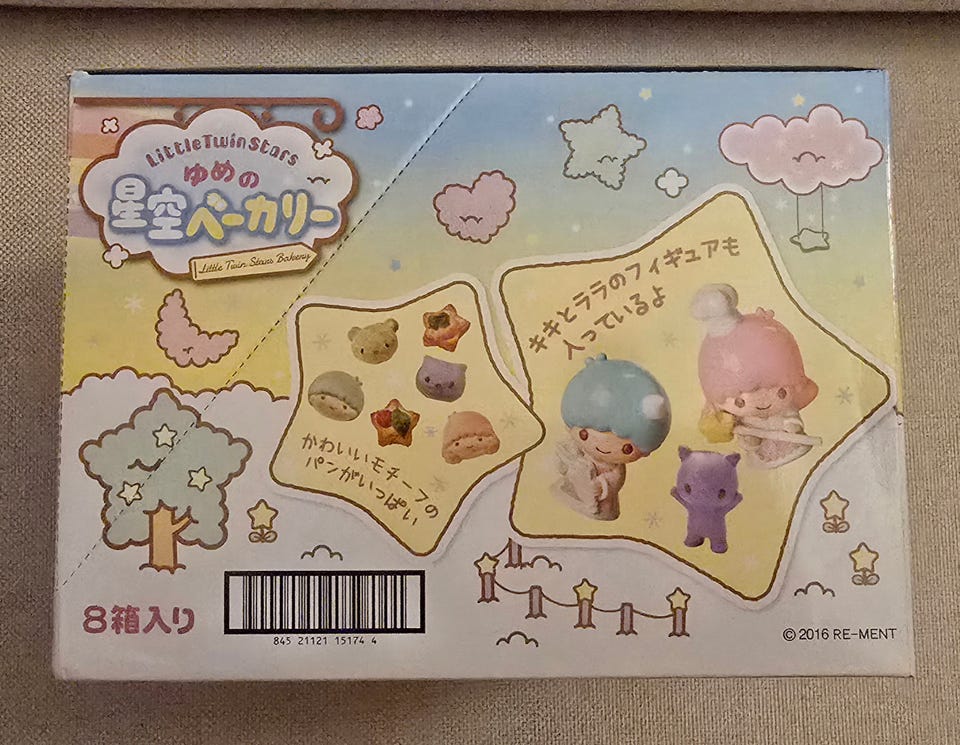 LittleTwinStars
ゆめの
星空ベーカリー
Little Twin Stars Bakery
キキとララのフィギュアも
入っているよ
かわいいモチーフの
パンがいっぱい
8箱入り
845 21121 15174 4
© 2016 RE-MENT